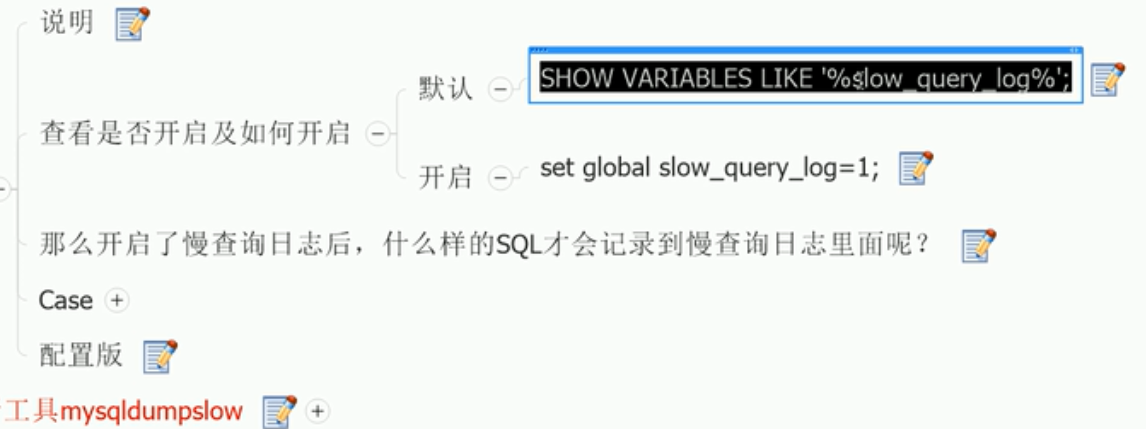 说明
默认
SHOW VARIABLES LIKE '%slow_query_log%';
查看是否开启及如何开启
开启
set global slow_query_log=1;
那么开启了慢查询日志后，什么样的SQL才会记录到慢查询日志里面呢？
Case
配置版
工具mysqldumpslow